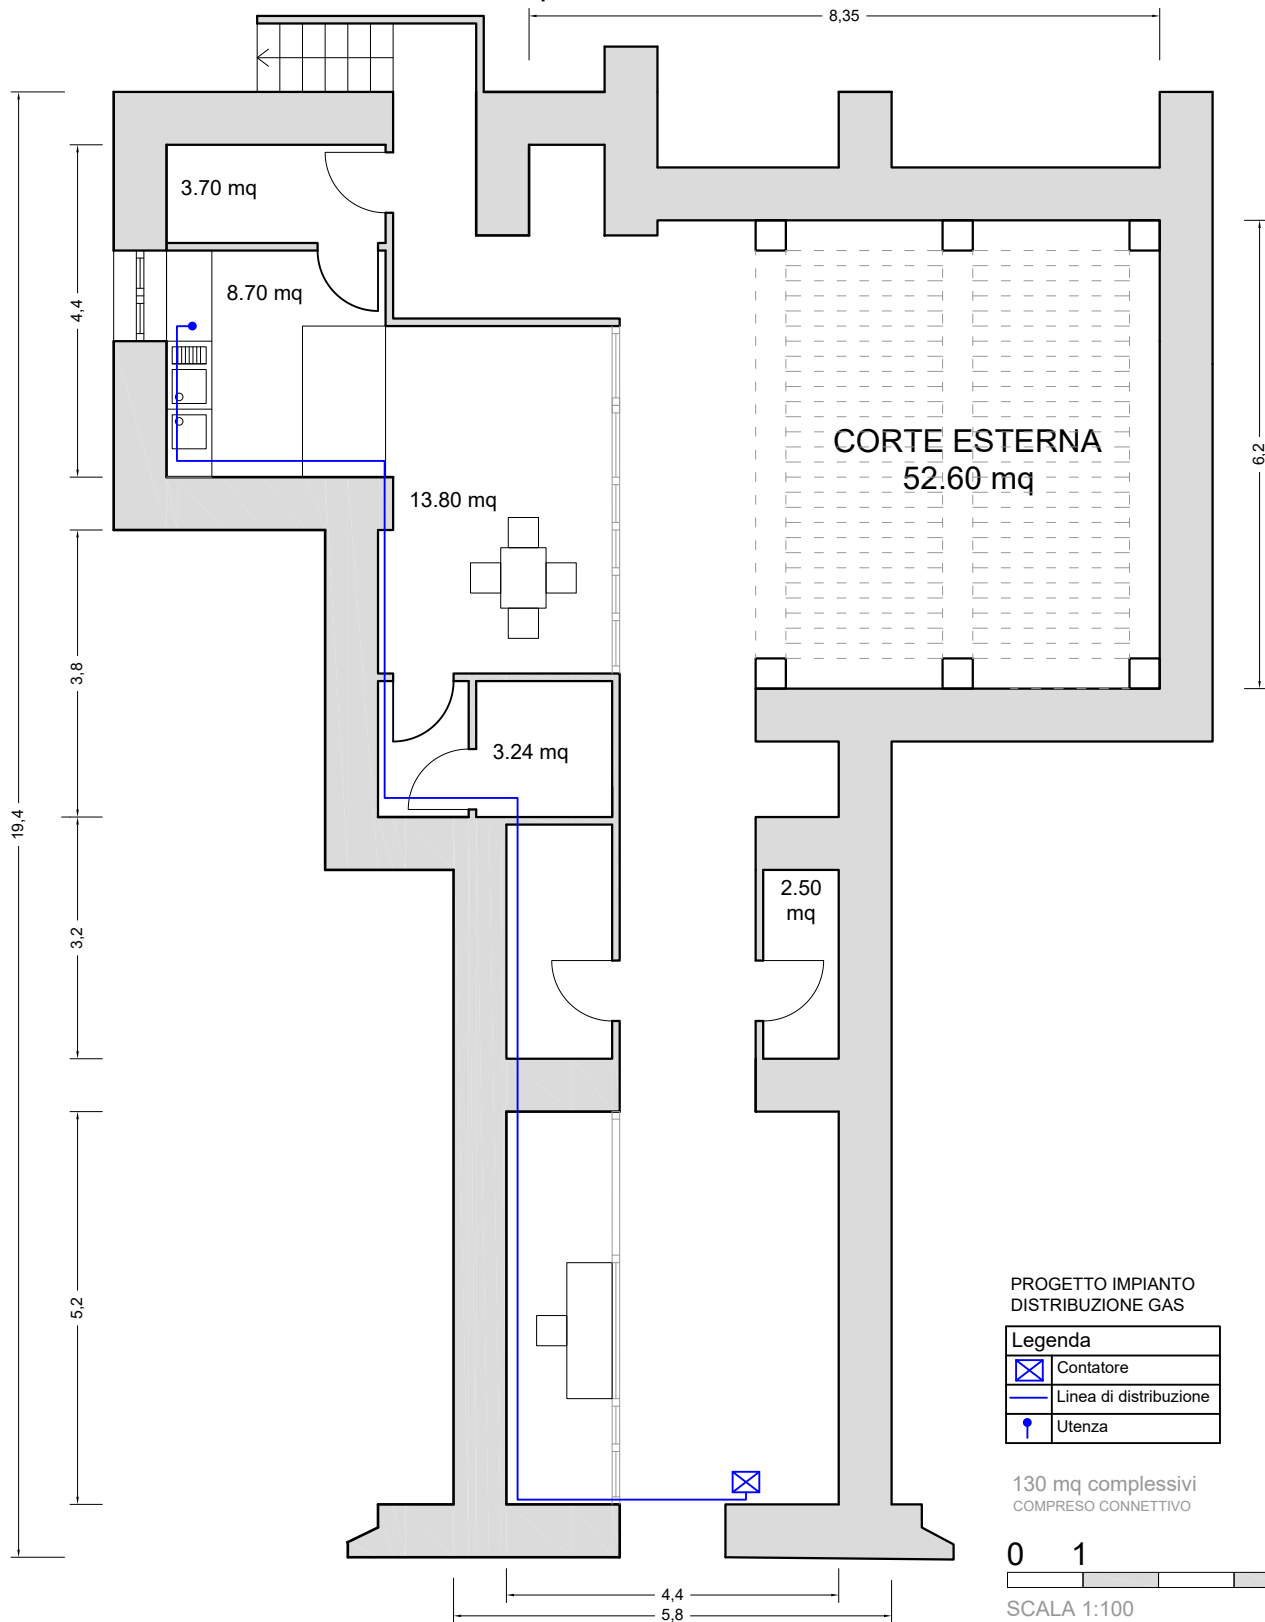 8,35
3.70 mq
8.70 mq
4,4
CORTE ESTERNA
52.60 mq
6,2
13.80 mq
3,8
3.24 mq
19,4
2.50
mq
3,2
5,2
PROGETTO IMPIANTO
DISTRIBUZIONE GAS
Legenda
Contatore
Linea di distribuzione
Utenza
130 mq complessivi
COMPRESO CONNETTIVO
0 1
SCALA 1:100
4,4
5,8